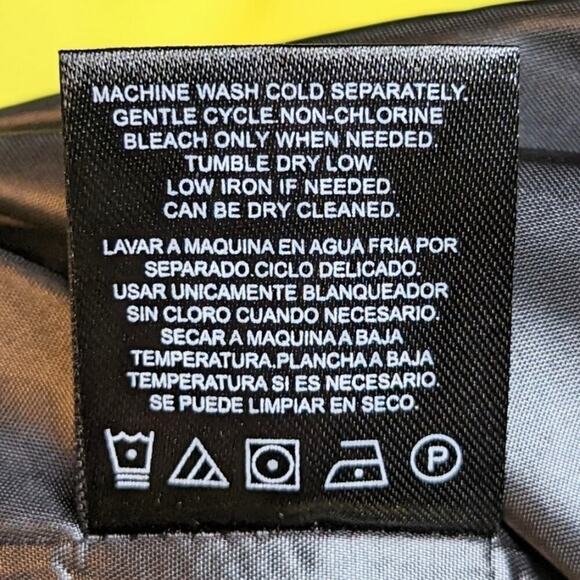 MACHINE WASH COLD SEPARATELY.
GENTLE CYCLE.NON-CHLORINE
BLEACH ONLY WHEN NEEDED.
TUMBLE DRY LOW.
LOW IRON IF NEEDED.
CAN BE DRY CLEANED.
LAVAR A MAQUINA EN AGUA FRIA POR
SEPARADO.CICLO DELICADO.
USAR UNICAMENTE BLANQUEADOR
SIN CLORO CUANDO NECESARIO.
SECAR A MAQUINA A BAJA
TEMPERATURA.PLANCHA A BAJA
TEMPERATURA SI ES NECESARIO.
SE PUEDE LIMPIAR EN SECO.
P